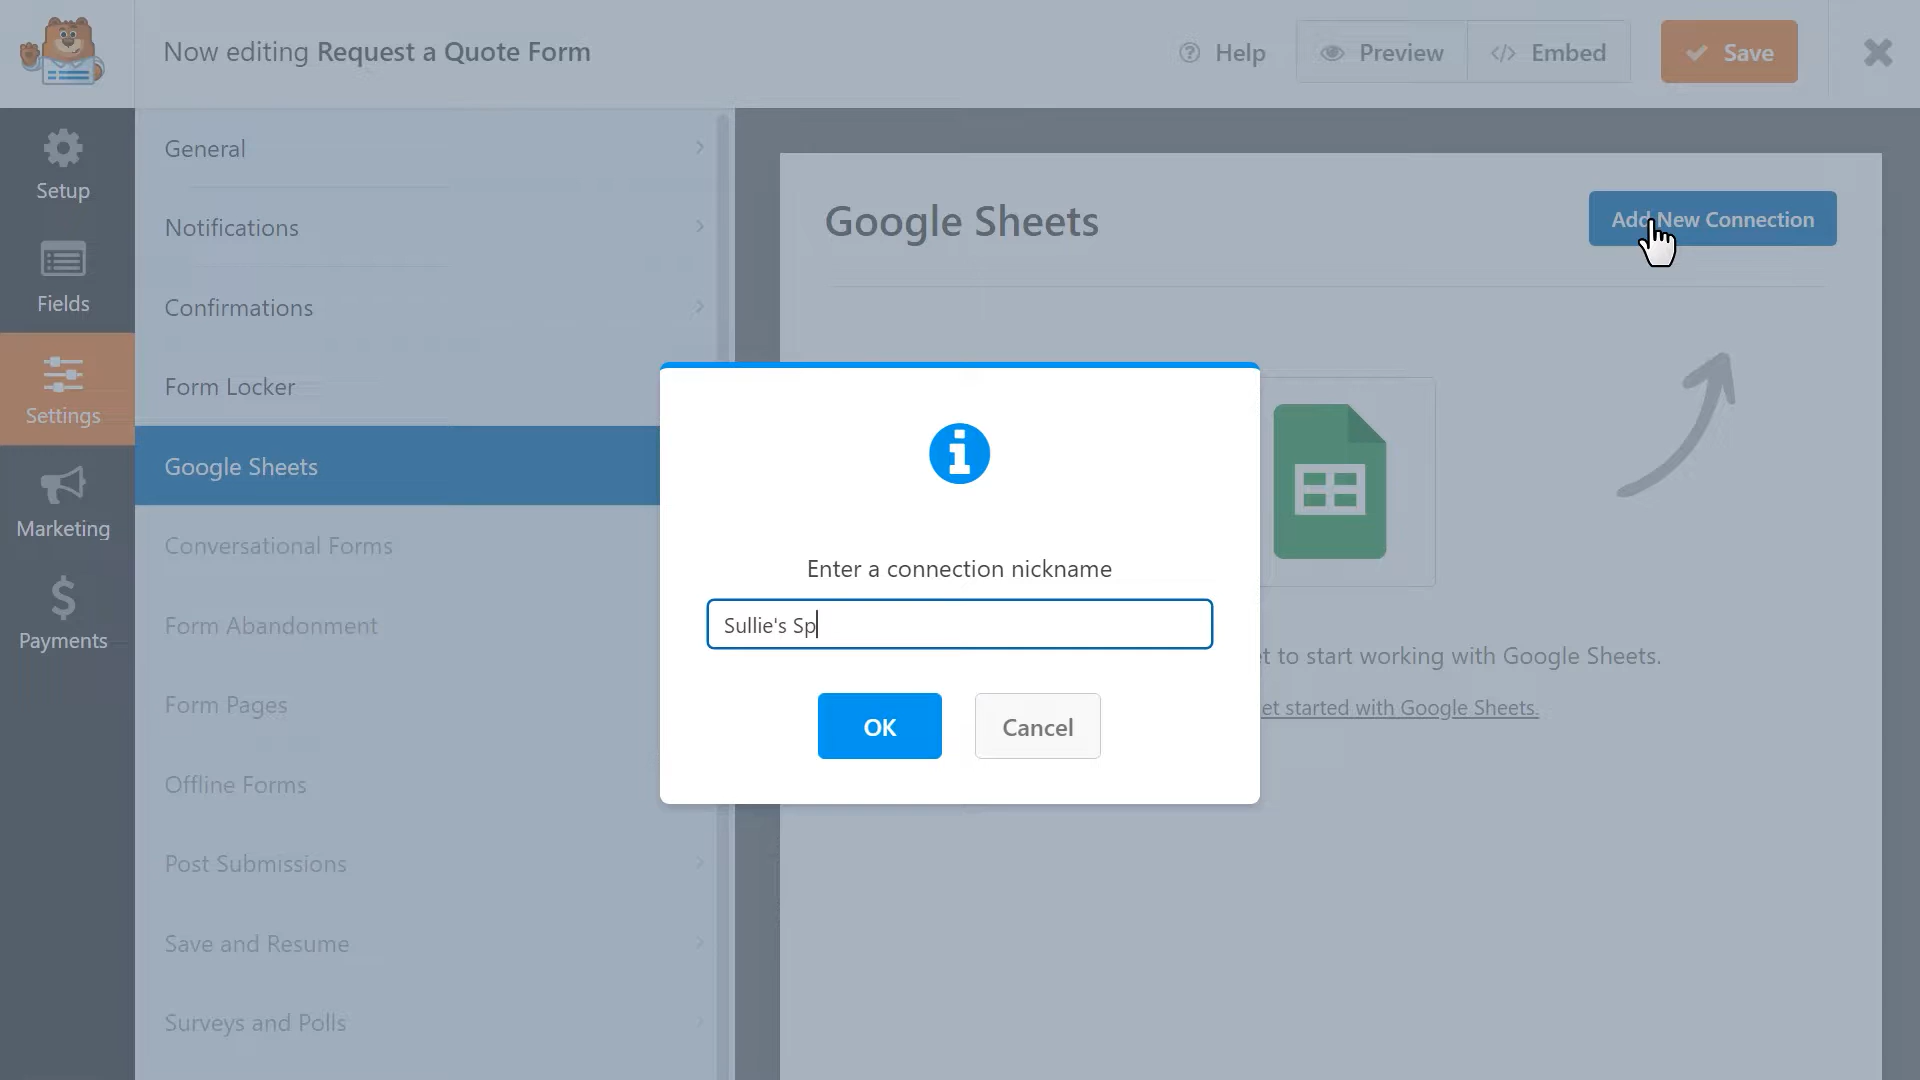 Now editing Request a Quote Form
Help
Preview
Embed
Save
Setup
Fields
Settings
Marketing
Payments
General
Notifications
Confirmations
Form Locker
Google Sheets
Conversational Forms
Form Abandonment
Form Pages
Offline Forms
Post Submissions
Save and Resume
Surveys and Polls
Google Sheets
Add New Connection
to start working with Google Sheets.
started with Google Sheets.
Enter a connection nickname
Sullie's Sp
OK
Cancel